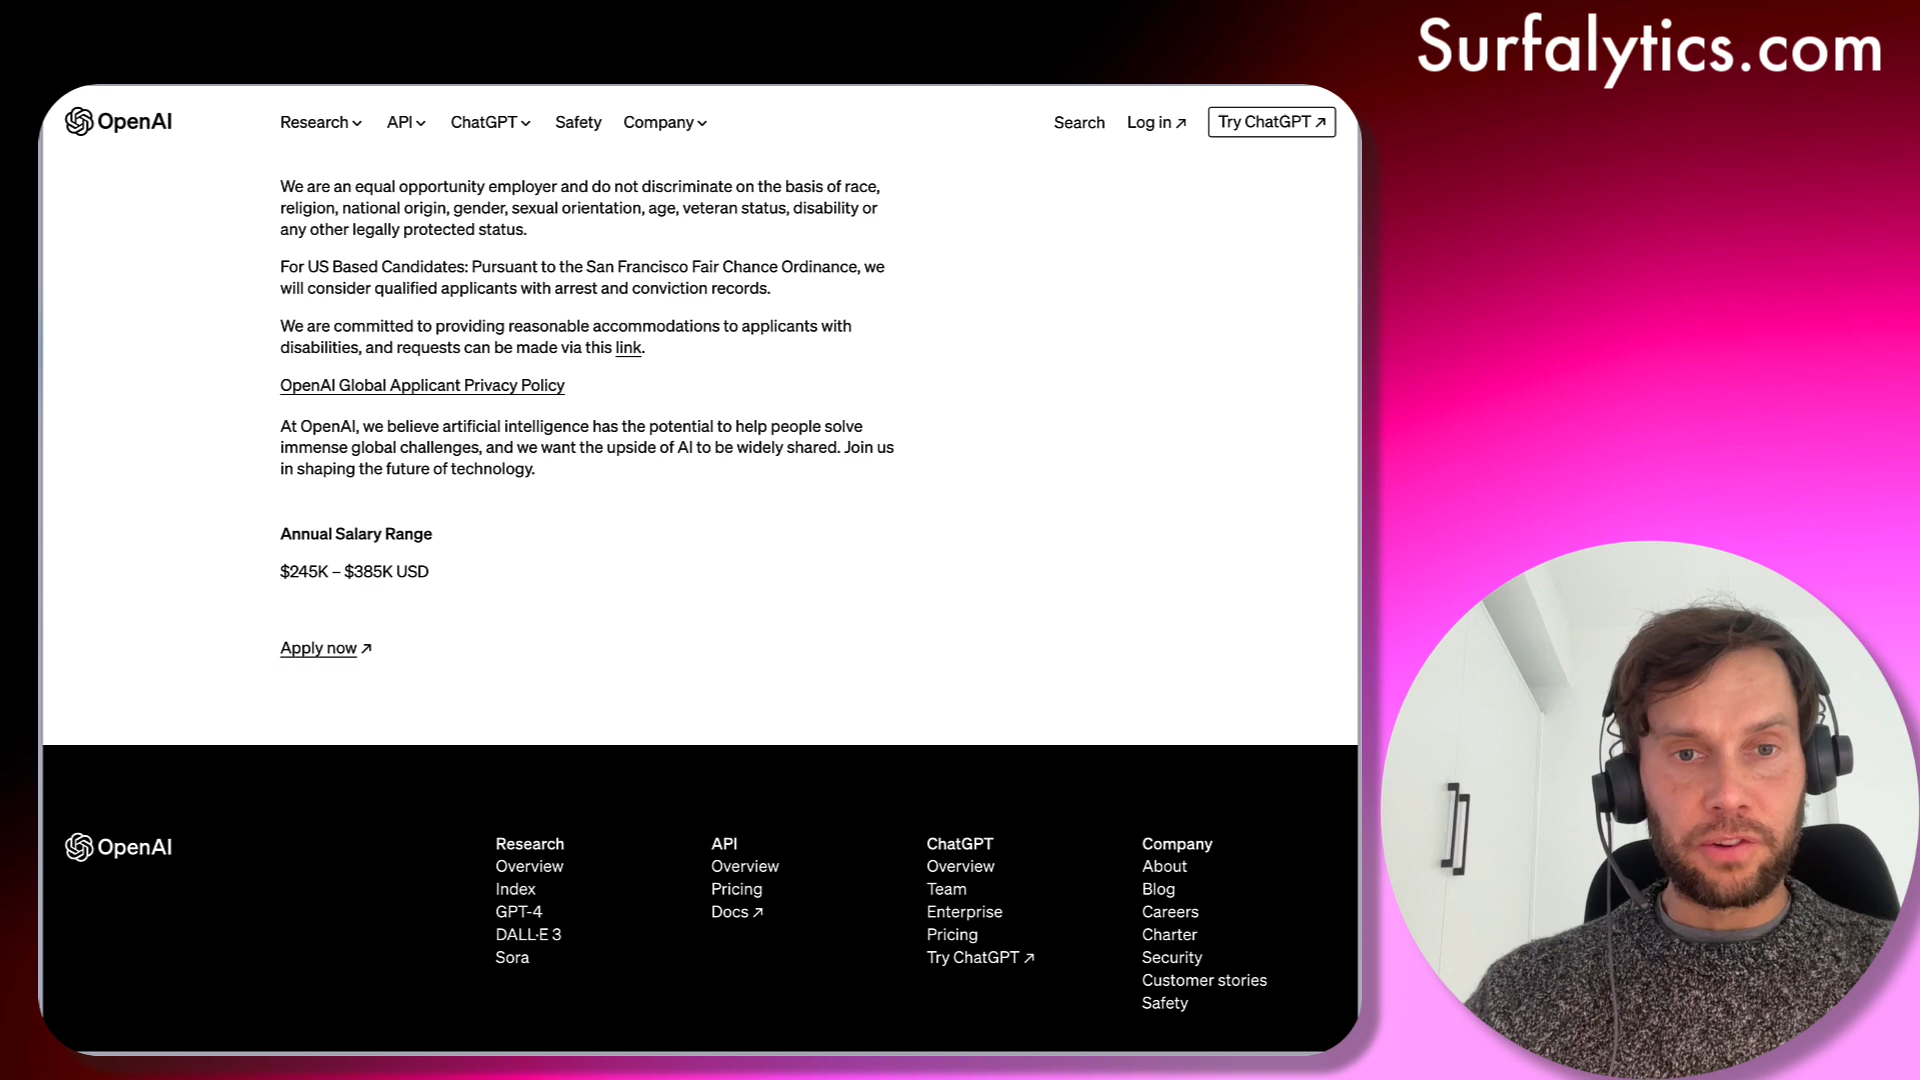 Surfalytics.com
OpenAI
Research API ChatGPT Safety Company
Search Log in ↗ Try ChatGPT ↗
We are an equal opportunity employer and do not discriminate on the basis of race,
religion, national origin, gender, sexual orientation, age, veteran status, disability or
any other legally protected status.
For US Based Candidates: Pursuant to the San Francisco Fair Chance Ordinance, we
will consider qualified applicants with arrest and conviction records.
We are committed to providing reasonable accommodations to applicants with
disabilities, and requests can be made via this link.
OpenAI Global Applicant Privacy Policy
At OpenAI, we believe artificial intelligence has the potential to help people solve
immense global challenges, and we want the upside of AI to be widely shared. Join us
in shaping the future of technology.
Annual Salary Range
$245K – $385K USD
Apply now ↗
OpenAI
Research
Overview
Index
GPT-4
DALL·E 3
Sora
API
Overview
Pricing
Docs ↗
ChatGPT
Overview
Team
Enterprise
Pricing
Try ChatGPT ↗
Company
About
Blog
Careers
Charter
Security
Customer stories
Safety